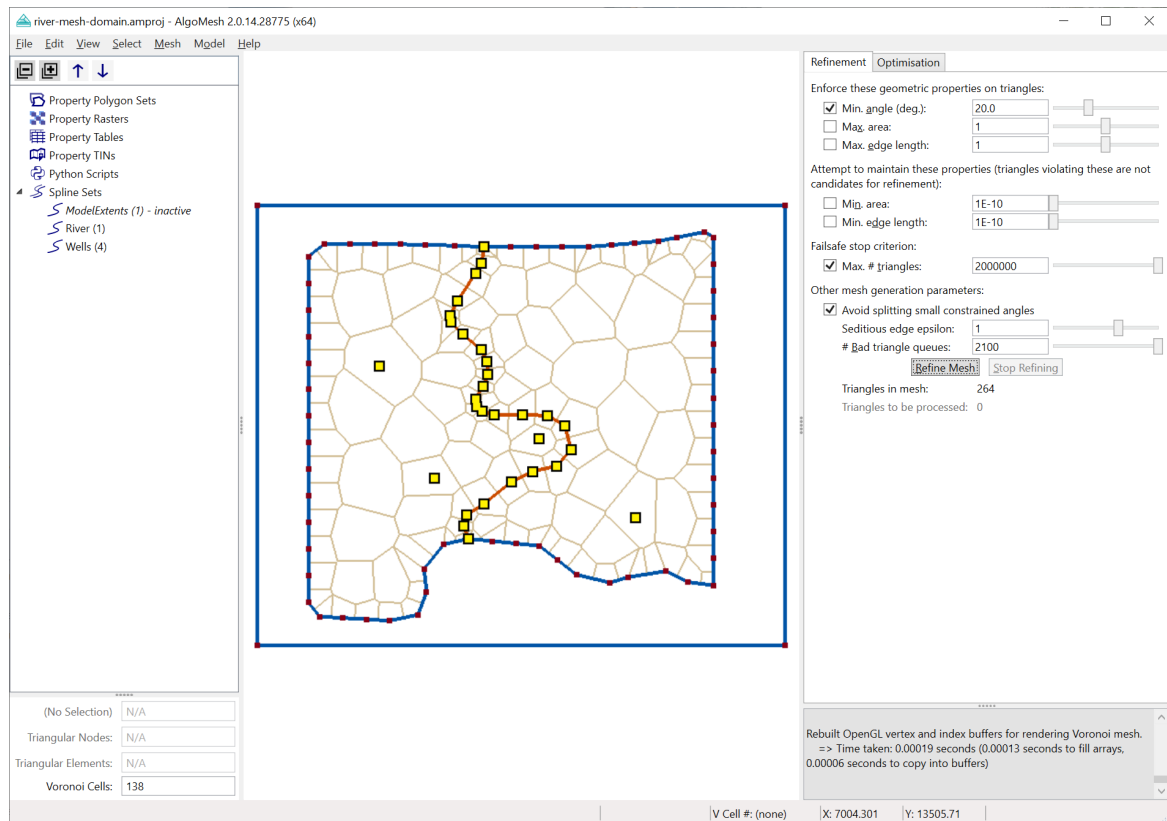 river-mesh-domain.amproj - AlgoMesh 2.0.14.28775 (x64)
File Edit View Select Mesh Model Help
Property Polygon Sets
Property Rasters
Property Tables
Property TINs
Python Scripts
Spline Sets
ModelExtents (1) - inactive
River (1)
Wells (4)
(No Selection) N/A
Triangular Nodes: N/A
Triangular Elements: N/A
Voronoi Cells: 138
Refinement Optimisation
Enforce these geometric properties on triangles:
Min. angle (deg.): 20.0
Max. area: 1
Max. edge length: 1
Attempt to maintain these properties (triangles violating these are not
candidates for refinement):
Min. area: 1E-10
Min. edge length: 1E-10
Failsafe stop criterion:
Max. # triangles: 2000000
Other mesh generation parameters:
Avoid splitting small constrained angles
Seditious edge epsilon: 1
# Bad triangle queues: 2100
Refine Mesh Stop Refining
Triangles in mesh: 264
Triangles to be processed: 0
Rebuilt OpenGL vertex and index buffers for rendering Voronoi mesh.
=> Time taken: 0.00019 seconds (0.00013 seconds to fill arrays,
0.00006 seconds to copy into buffers)
V Cell #: (none) X: 7004.301 Y: 13505.71